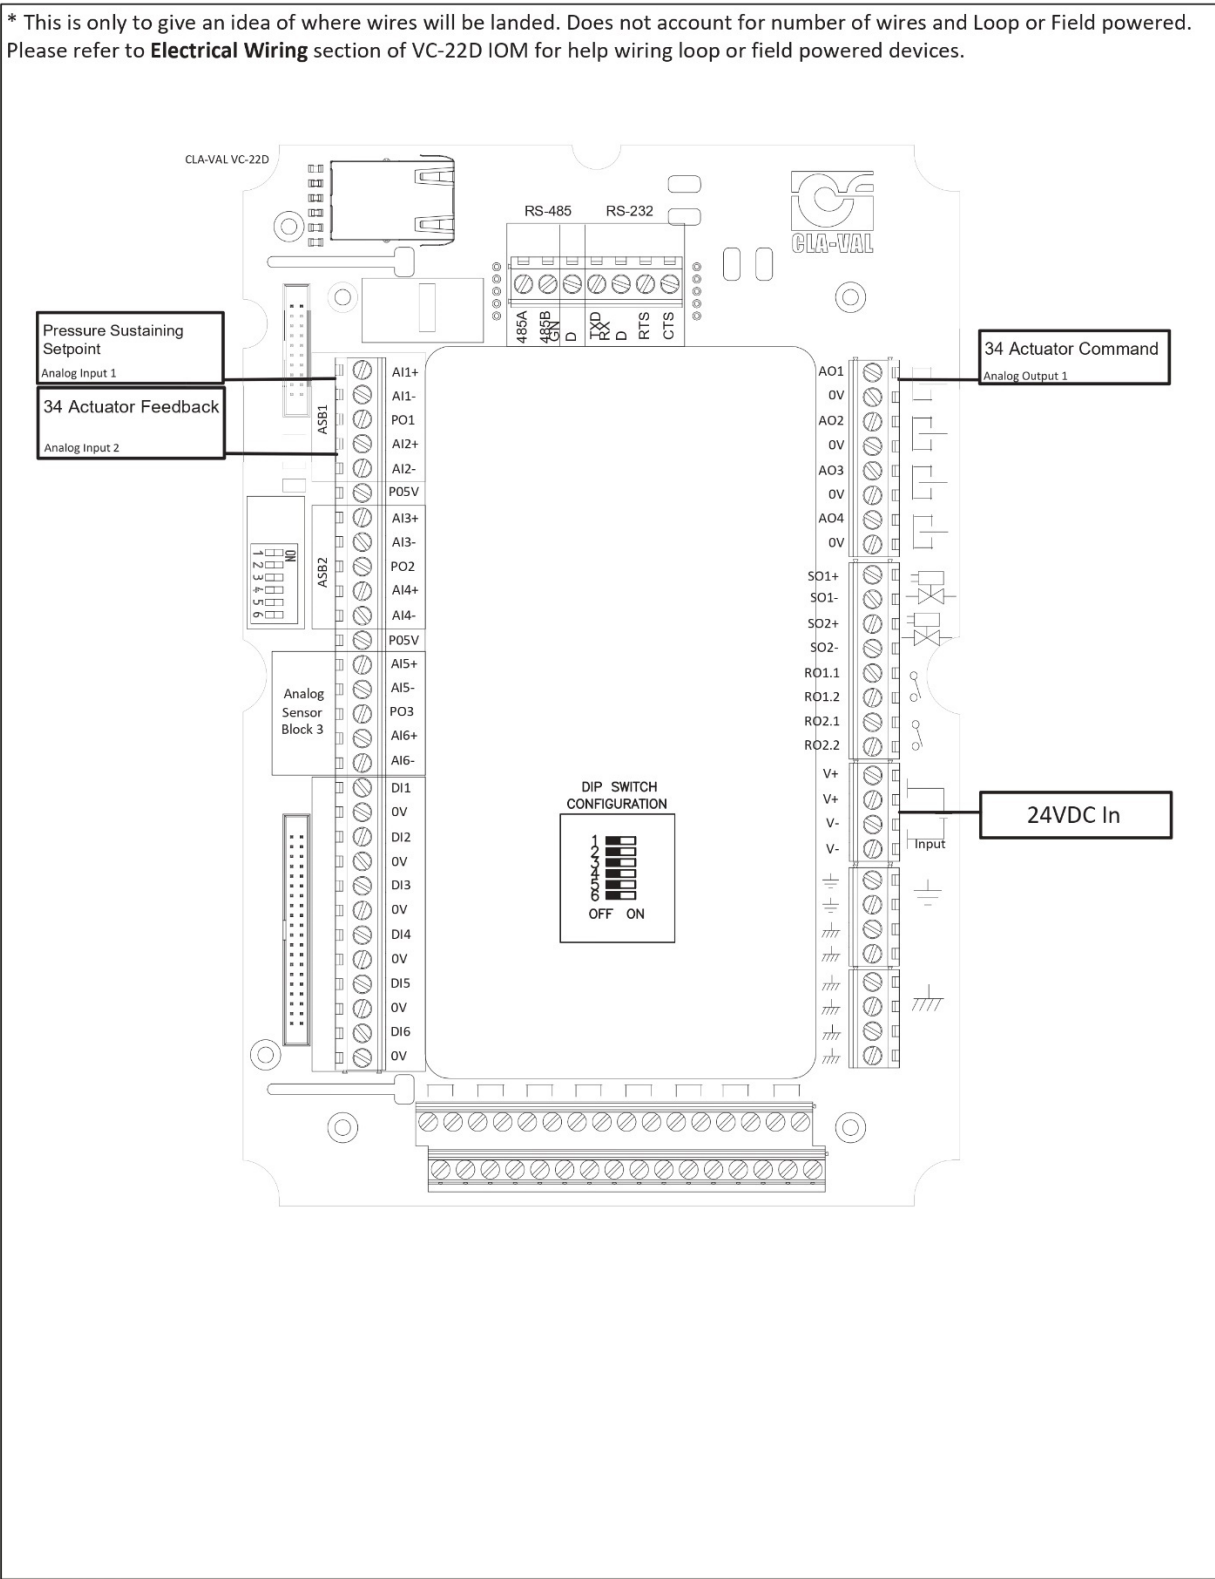 * This is only to give an idea of where wires will be landed. Does not account for number of wires and Loop or Field powered.
Please refer to Electrical Wiring section of VC-22D IOM for help wiring loop or field powered devices.
CLA-VAL VC-22D
RS-485 RS-232
CLA-VAL
485A
485B
GN
D
TXD
RX
D
RTS
CTS
Pressure Sustaining
Setpoint
Analog Input 1
34 Actuator Feedback
Analog Input 2
34 Actuator Command
Analog Output 1
ASB1
AI1+
AI1-
PO1
AI2+
AI2-
P05V
ASB2
AI3+
AI3-
PO2
AI4+
AI4-
P05V
ON
1
2
3
4
5
6
Analog
Sensor
Block 3
AI5+
AI5-
PO3
AI6+
AI6-
DI1
0V
DI2
0V
DI3
0V
DI4
0V
DI5
0V
DI6
0V
DIP SWITCH
CONFIGURATION
1
2
3
4
5
6
OFF ON
AO1
0V
AO2
0V
AO3
0V
AO4
0V
SO1+
SO1-
SO2+
SO2-
RO1.1
RO1.2
RO2.1
RO2.2
V+
V+
V-
V-
Input
24VDC In